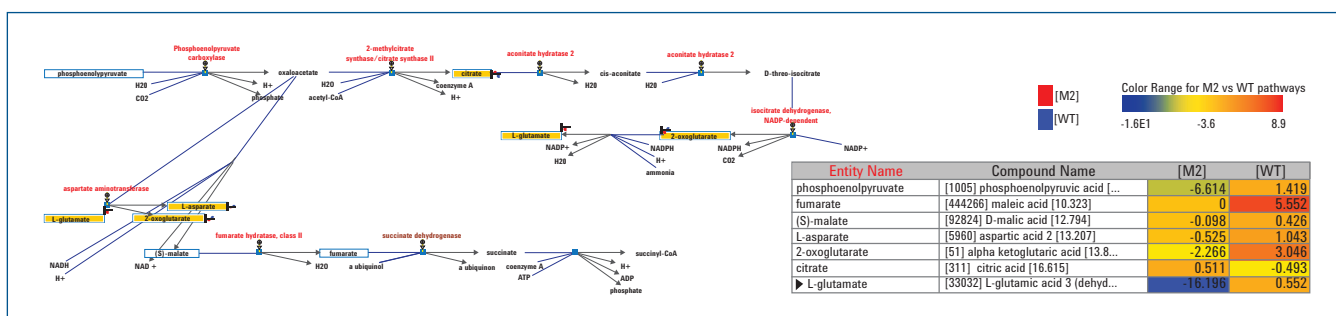 Phosphoenolpyruvate
carboxylase
2-methylcitrate
synthase/citrate synthase II
aconitate hydratase 2
aconitate hydratase 2
phosphoenolpyruvate
oxaloacetate
citrate
cis-aconitate
D-threo-isocitrate
H2O
CO2
H+
phosphate
H2O
acetyl-CoA
coenzyme A
H+
H2O
H2O
isocitrate dehydrogenase,
NADP-dependent
L-glutamate
2-oxoglutarate
NADP+
H2O
NADPH
H+
ammonia
NADPH
CO2
NADP+
aspartate aminotransferase
L-glutamate
L-asparate
2-oxoglutarate
fumarate hydratase, class II
succinate dehydrogenase
(S)-malate
fumarate
succinate
succinyl-CoA
NADH
H+
NAD +
H2O
a ubiquinol
a ubiquinon
coenzyme A
ATP
H+
ADP
phosphate
[M2]
[WT]
Color Range for M2 vs WT pathways
-1.6E1 -3.6 8.9
Entity Name Compound Name [M2] [WT]
phosphoenolpyruvate [1005] phosphoenolpyruvic acid [... -6.614 1.419
fumarate [444266] maleic acid [10.323] 0 5.552
(S)-malate [92824] D-malic acid [12.794] -0.098 0.426
L-asparate [5960] aspartic acid 2 [13.207] -0.525 1.043
2-oxoglutarate [51] alpha ketoglutaric acid [13.8... -2.266 3.046
citrate [311] citric acid [16.615] 0.511 -0.493
▶ L-glutamate [33032] L-glutamic acid 3 (dehyd... -16.196 0.552